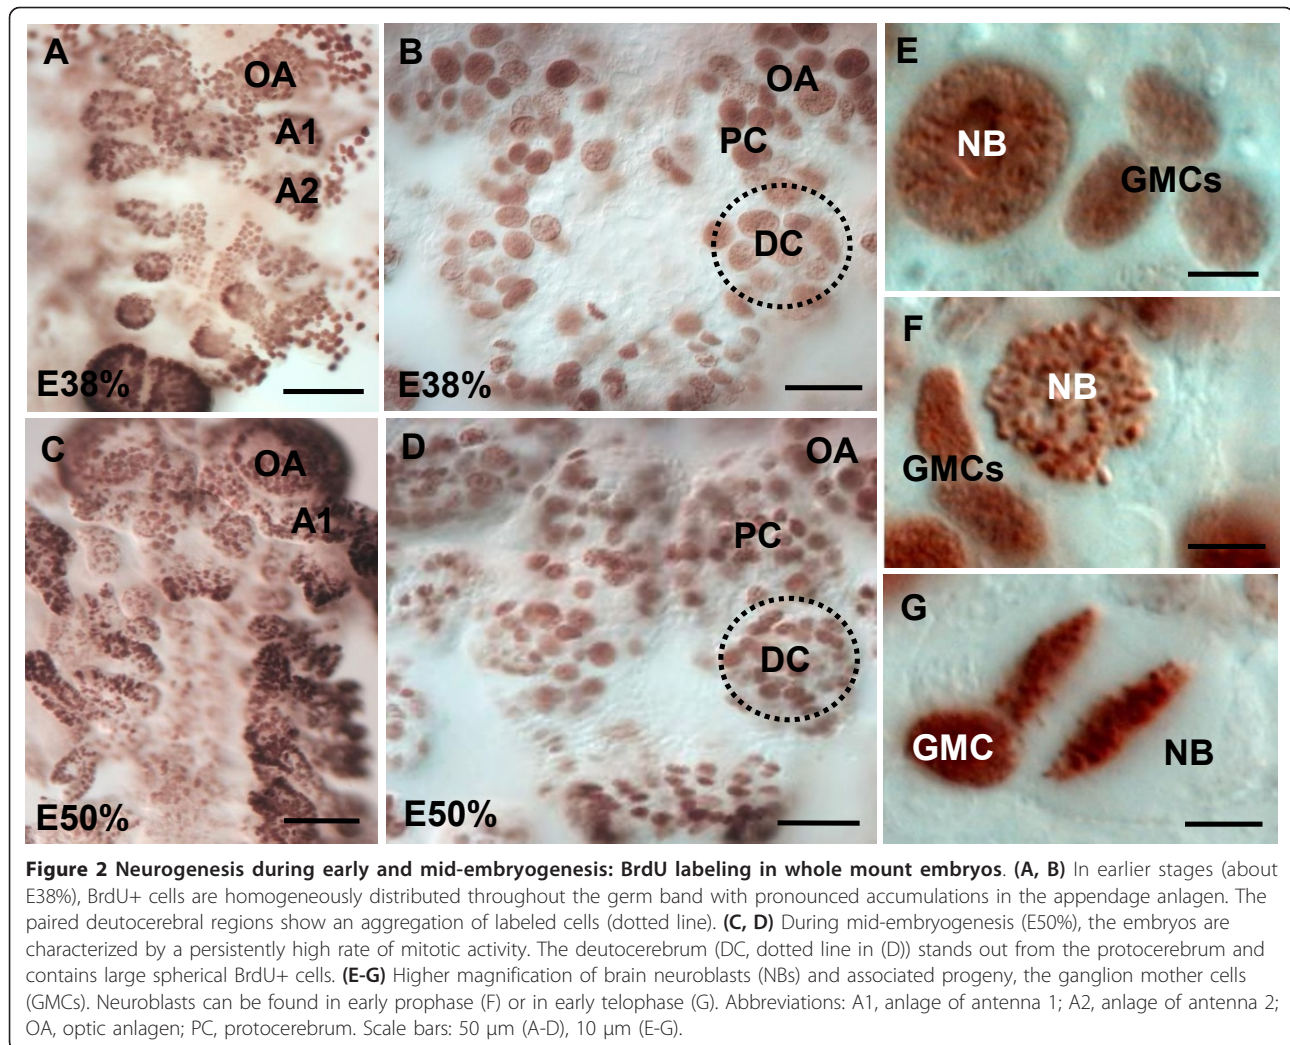 A
OA
A1
A2
E38%
B
OA
PC
DC
E38%
C
OA
A1
E50%
D
OA
PC
DC
E50%
E
NB
GMCs
F
NB
GMCs
G
GMC
NB
Figure 2 Neurogenesis during early and mid-embryogenesis: BrdU labeling in whole mount embryos. (A, B) In earlier stages (about
E38%), BrdU+ cells are homogeneously distributed throughout the germ band with pronounced accumulations in the appendage anlagen. The
paired deutocerebral regions show an aggregation of labeled cells (dotted line). (C, D) During mid-embryogenesis (E50%), the embryos are
characterized by a persistently high rate of mitotic activity. The deutocerebrum (DC, dotted line in (D)) stands out from the protocerebrum and
contains large spherical BrdU+ cells. (E-G) Higher magnification of brain neuroblasts (NBs) and associated progeny, the ganglion mother cells
(GMCs). Neuroblasts can be found in early prophase (F) or in early telophase (G). Abbreviations: A1, anlage of antenna 1; A2, anlage of antenna 2;
OA, optic anlagen; PC, protocerebrum. Scale bars: 50 μm (A-D), 10 μm (E-G).